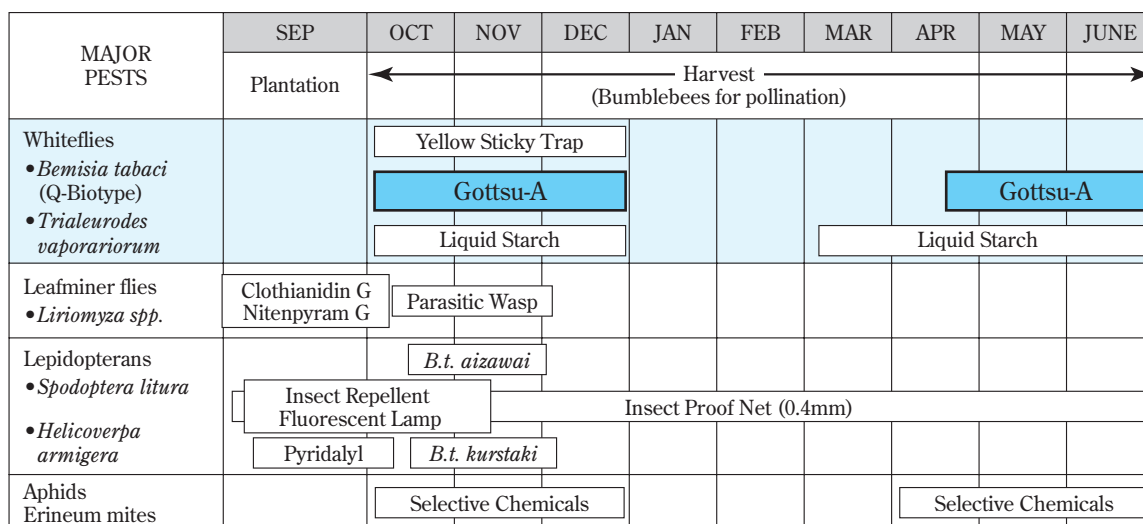 MAJOR
PESTS
SEP
OCT
NOV
DEC
JAN
FEB
MAR
APR
MAY
JUNE
Plantation
Harvest
(Bumblebees for pollination)
Whiteflies
• Bemisia tabaci
(Q-Biotype)
• Trialeurodes
vaporariorum
Yellow Sticky Trap
Gottsu-A
Gottsu-A
Liquid Starch
Liquid Starch
Leafminer flies
• Liriomyza spp.
Clothianidin G
Nitenpyram G
Parasitic Wasp
Lepidopterans
• Spodoptera litura
• Helicoverpa
armigera
B.t. aizawai
Insect Repellent
Fluorescent Lamp
Insect Proof Net (0.4mm)
Pyridalyl
B.t. kurstaki
Aphids
Erineum mites
Selective Chemicals
Selective Chemicals